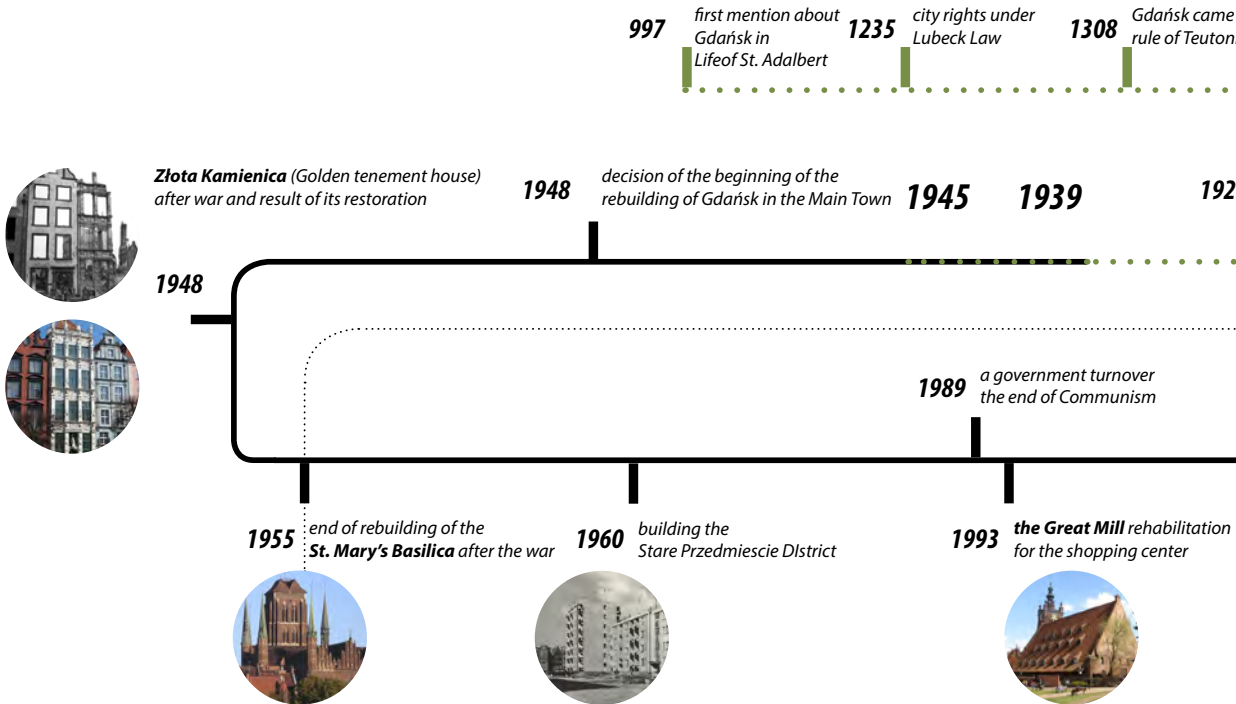 997
first mention about
Gdańsk in
Lifeof St. Adalbert
1235
city rights under
Lubeck Law
1308
Gdańsk came
rule of Teuton
Złota Kamienica (Golden tenement house)
after war and result of its restoration
1948
decision of the beginning of the
rebuilding of Gdańsk in the Main Town
1945
1939
192
1948
1989
a government turnover
the end of Communism
1955
end of rebuilding of the
St. Mary's Basilica after the war
1960
building the
Stare Przedmiescie DIstrict
1993
the Great Mill rehabilitation
for the shopping center